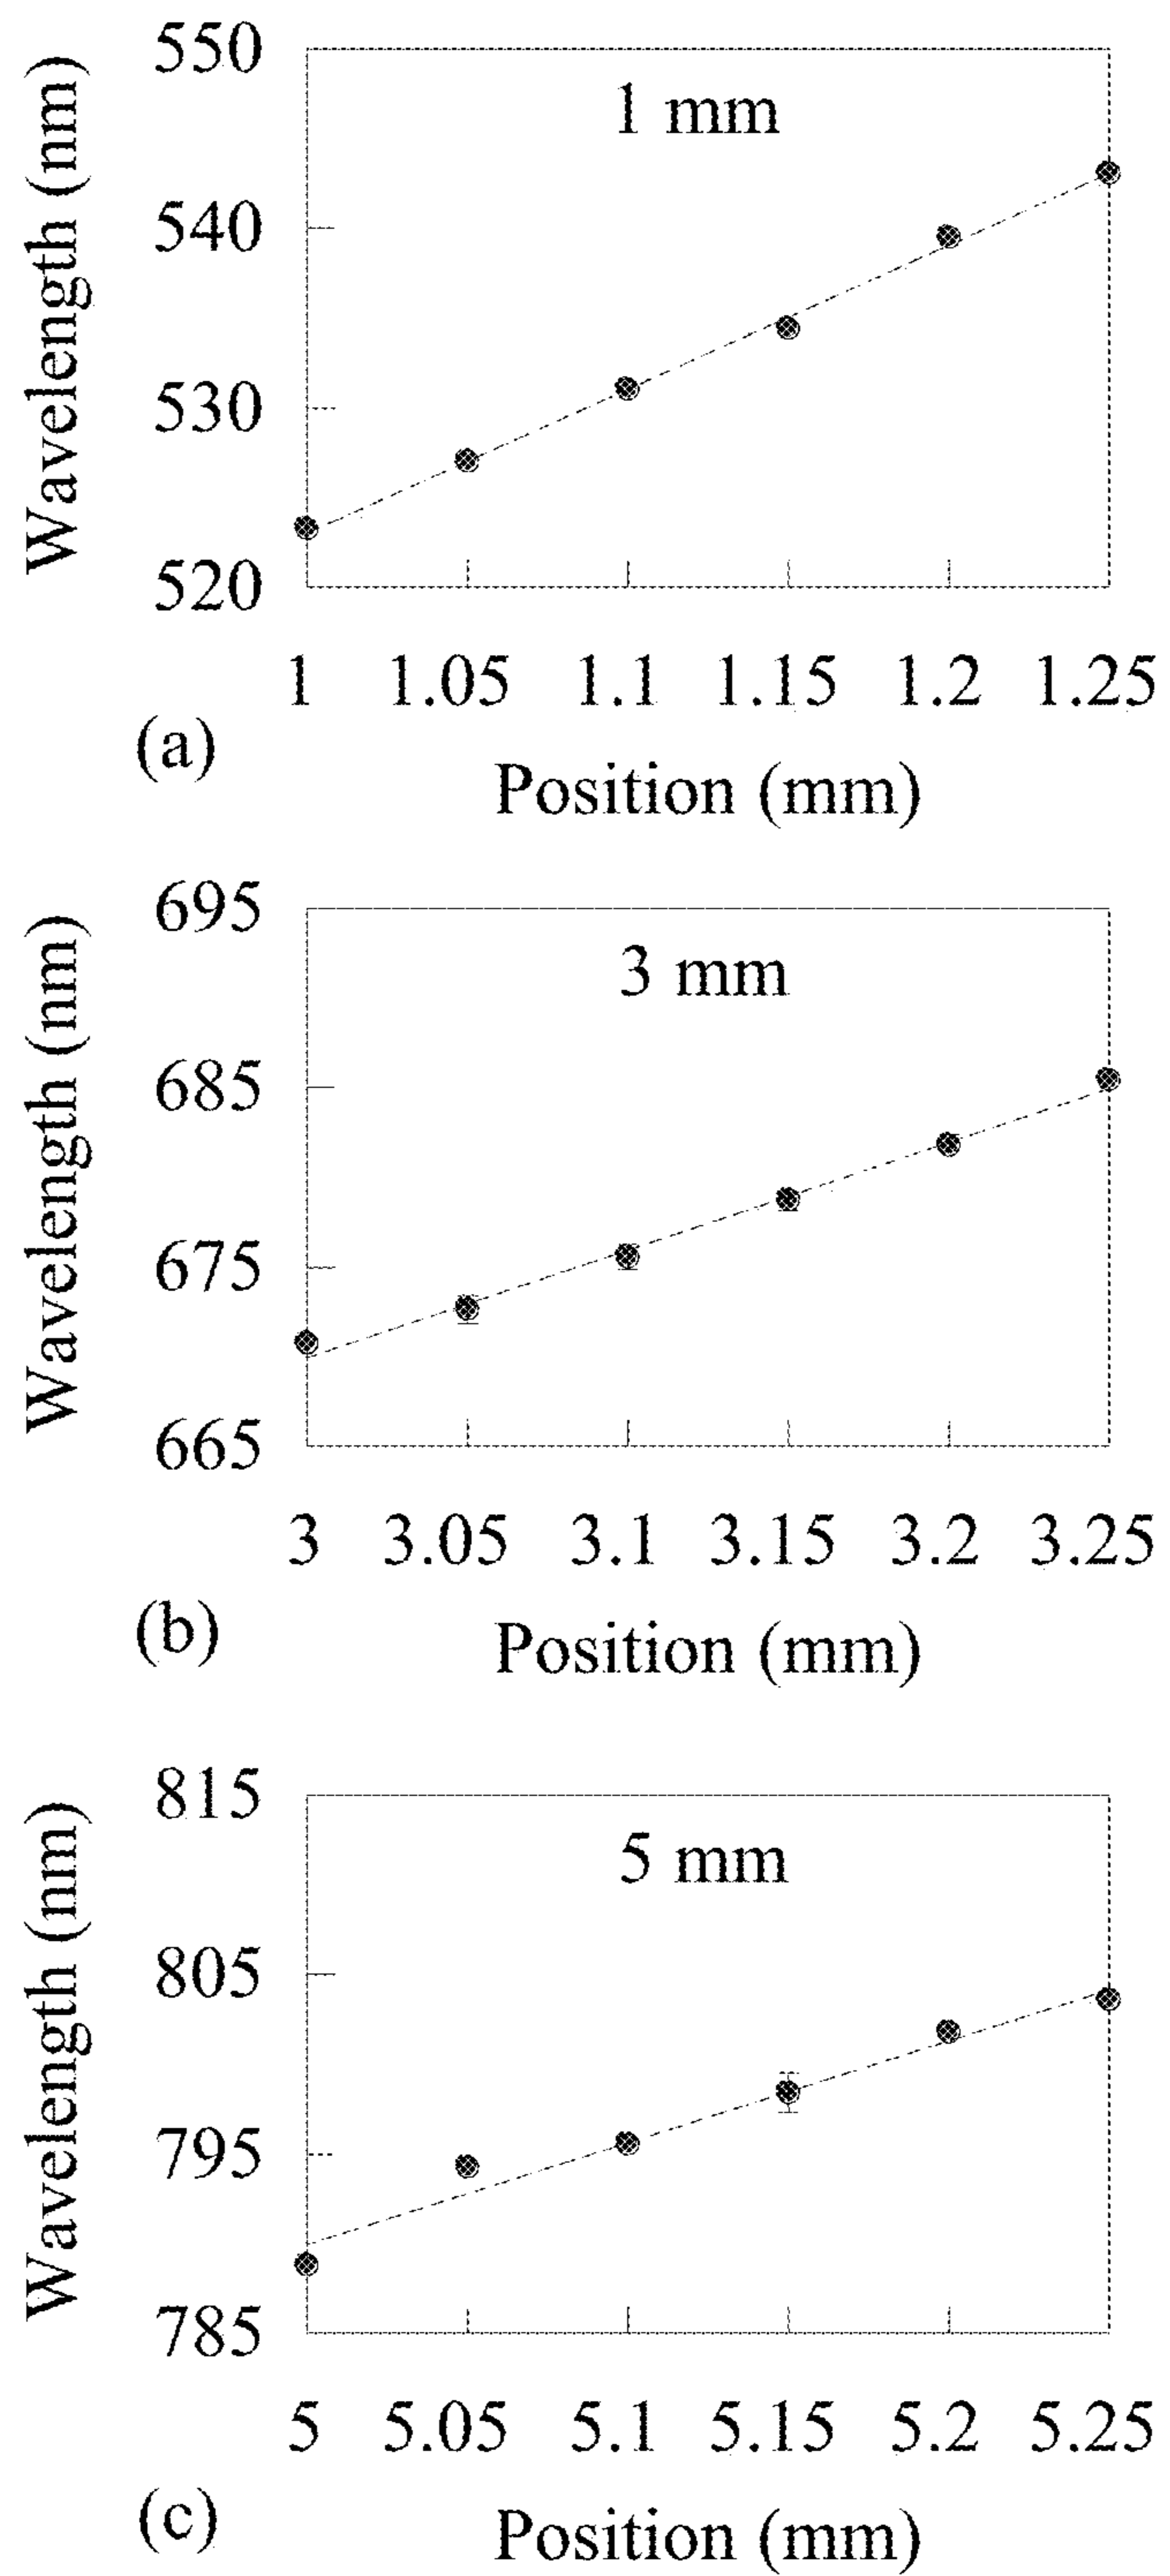 550
1 mm
540
530
520
Wavelength (nm)
1 1.05 1.1 1.15 1.2 1.25
(a)
Position (mm)
695
3 mm
685
675
665
Wavelength (nm)
3 3.05 3.1 3.15 3.2 3.25
(b)
Position (mm)
815
5 mm
805
795
785
Wavelength (nm)
5 5.05 5.1 5.15 5.2 5.25
(c)
Position (mm)